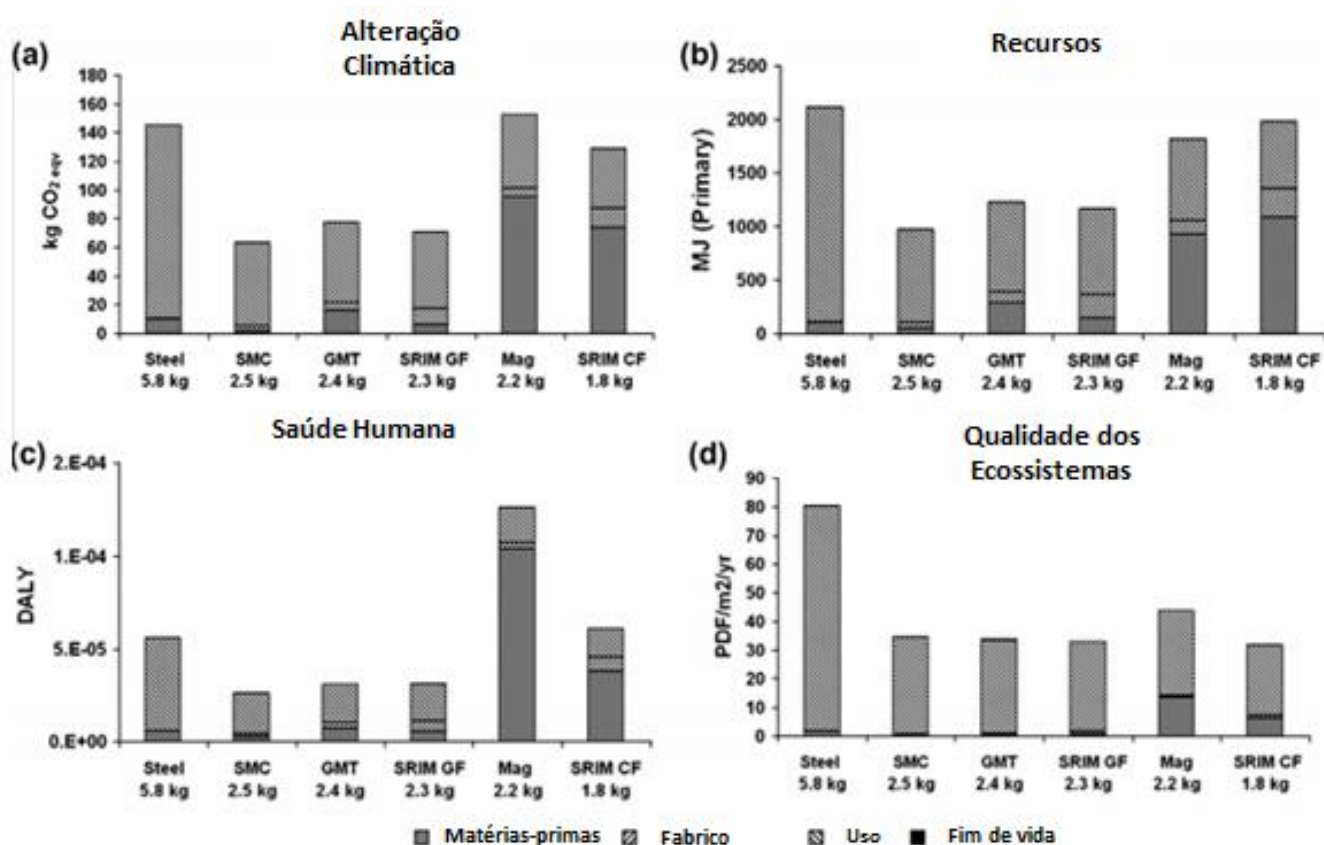 (a)
Alteração
Climática
180
160
140
120
100
80
60
40
20
0
kg CO2 eqv
Steel SMC GMT SRIM GF Mag SRIM CF
5.8 kg 2.5 kg 2.4 kg 2.3 kg 2.2 kg 1.8 kg
(b)
Recursos
2500
2000
1500
1000
500
0
MJ (Primary)
Steel SMC GMT SRIM GF Mag SRIM CF
5.8 kg 2.5 kg 2.4 kg 2.3 kg 2.2 kg 1.8 kg
(c)
Saúde Humana
2.E-04
1.E-04
5.E-05
0.E+00
DALY
Steel SMC GMT SRIM GF Mag SRIM CF
5.8 kg 2.5 kg 2.4 kg 2.3 kg 2.2 kg 1.8 kg
(d)
Qualidade dos
Ecossistemas
90
80
70
60
50
40
30
20
10
0
PDF/m2/yr
Steel SMC GMT SRIM GF Mag SRIM CF
5.8 kg 2.5 kg 2.4 kg 2.3 kg 2.2 kg 1.8 kg
Matérias-primas Fabrico Uso Fim de vida